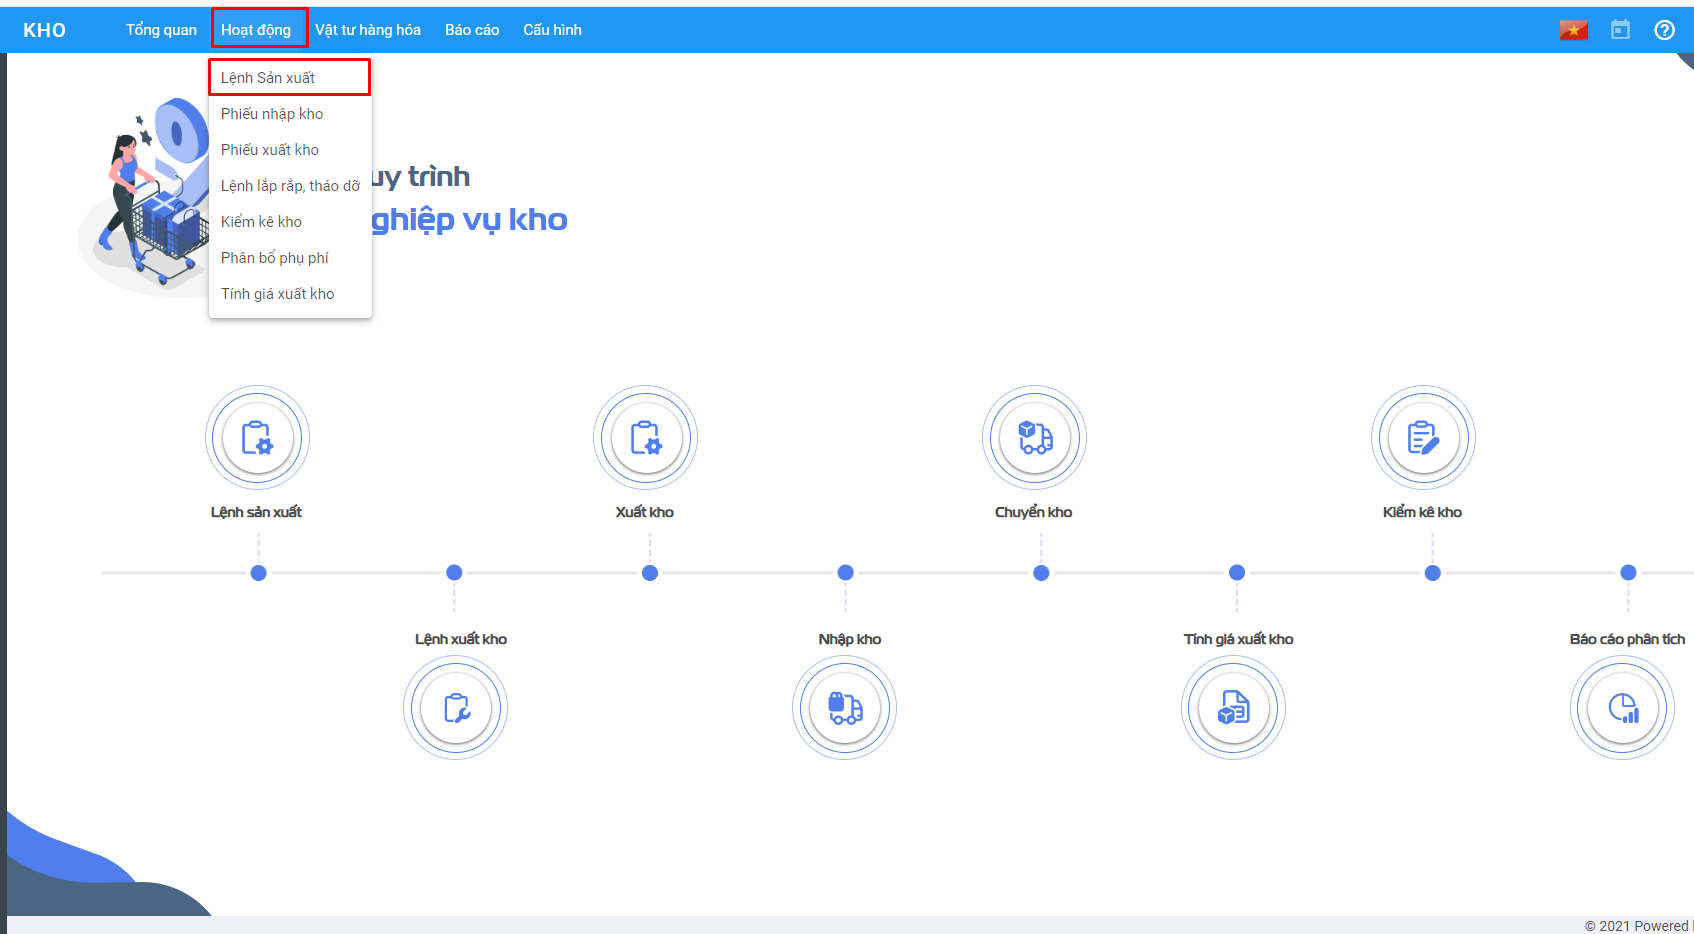 KHO Tổng quan Hoạt động Vật tư hàng hóa Báo cáo Cấu hình
Lệnh Sản xuất
Phiếu nhập kho
Phiếu xuất kho
Lệnh lắp rắp, tháo dỡ
Kiểm kê kho
Phân bổ phụ phí
Tính giá xuất kho
uy trình
ghiệp vụ kho
Lệnh sản xuất
Xuất kho
Chuyển kho
Kiểm kê kho
Lệnh xuất kho
Nhập kho
Tính giá xuất kho
Báo cáo phân tích
© 2021 Powered